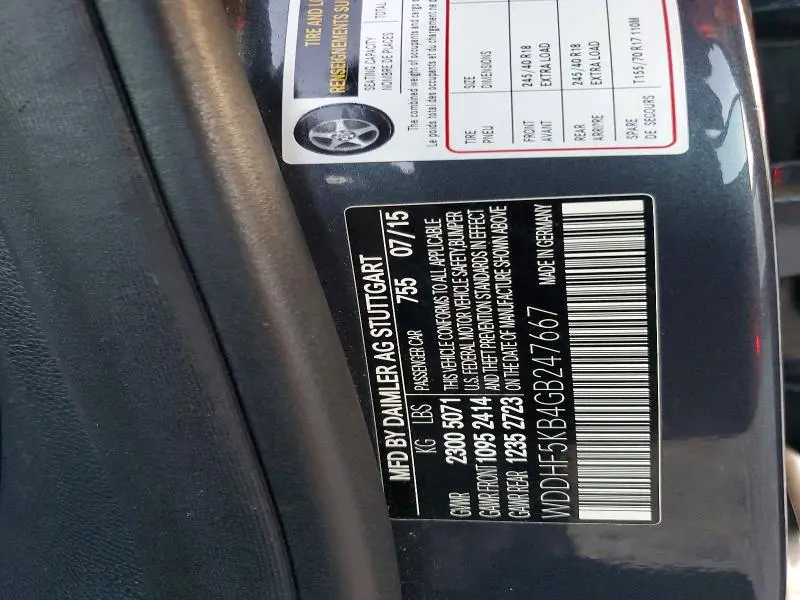 TIRE AND LO
RENSEIGNEMENTS SU
SEATING CAPACITY TOTAL
NOMBRE DE PLACES
The combined weight of occupants and cargo s
Le poids total des occupants et du chargement ne d
TIRE SIZE
PNEU DIMENSIONS
FRONT 245/40 R18
AVANT EXTRA LOAD
REAR 245/40 R18
ARRIÈRE EXTRA LOAD
SPARE T155/70 R17 110M
DE SECOURS
MFD BY DAIMLER AG STUTTGART
KG LBS PASSENGER CAR 755 07/15
GVWR 2300 5071 THIS VEHICLE CONFORMS TO ALL APPLICABLE
GAWR FRONT 1095 2414 U.S. FEDERAL MOTOR VEHICLE SAFETY,BUMPER
GAWR REAR 1235 2723 AND THEFT PREVENTION STANDARDS IN EFFECT
ON THE DATE OF MANUFACTURE SHOWN ABOVE
WDDHF5KB4GB247667 MADE IN GERMANY